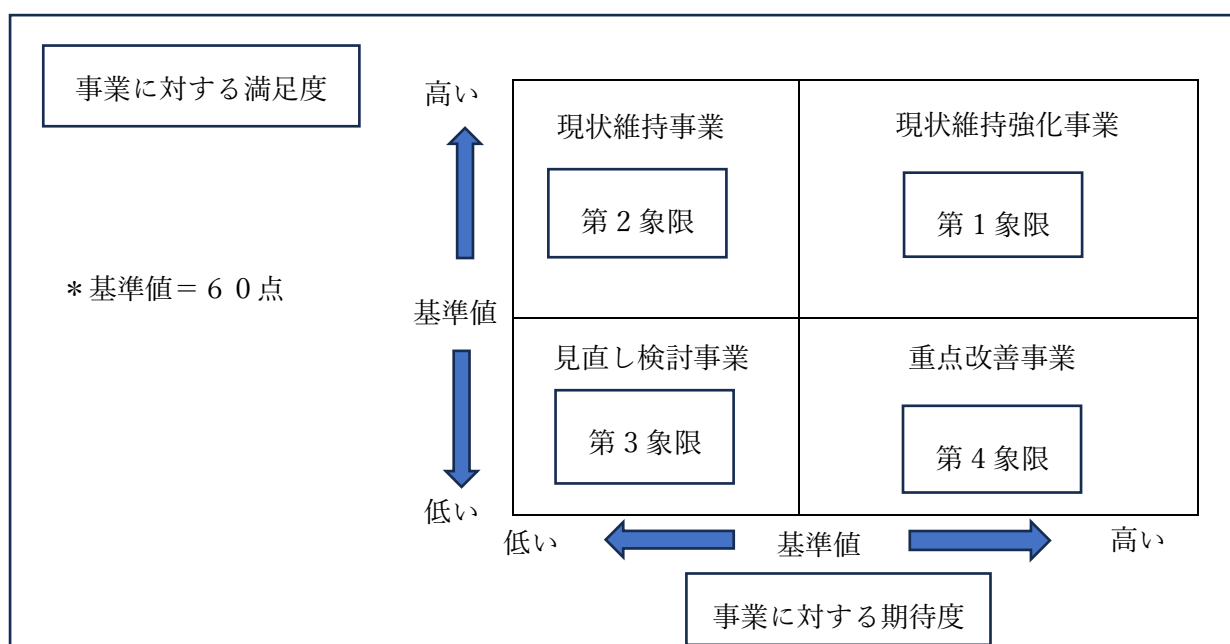 事業に対する満足度
高い
現状維持事業
現状維持強化事業
第2象限
第1象限
*基準値=60点
基準値
見直し検討事業
重点改善事業
第3象限
第4象限
低い
低い
基準値
高い
事業に対する期待度